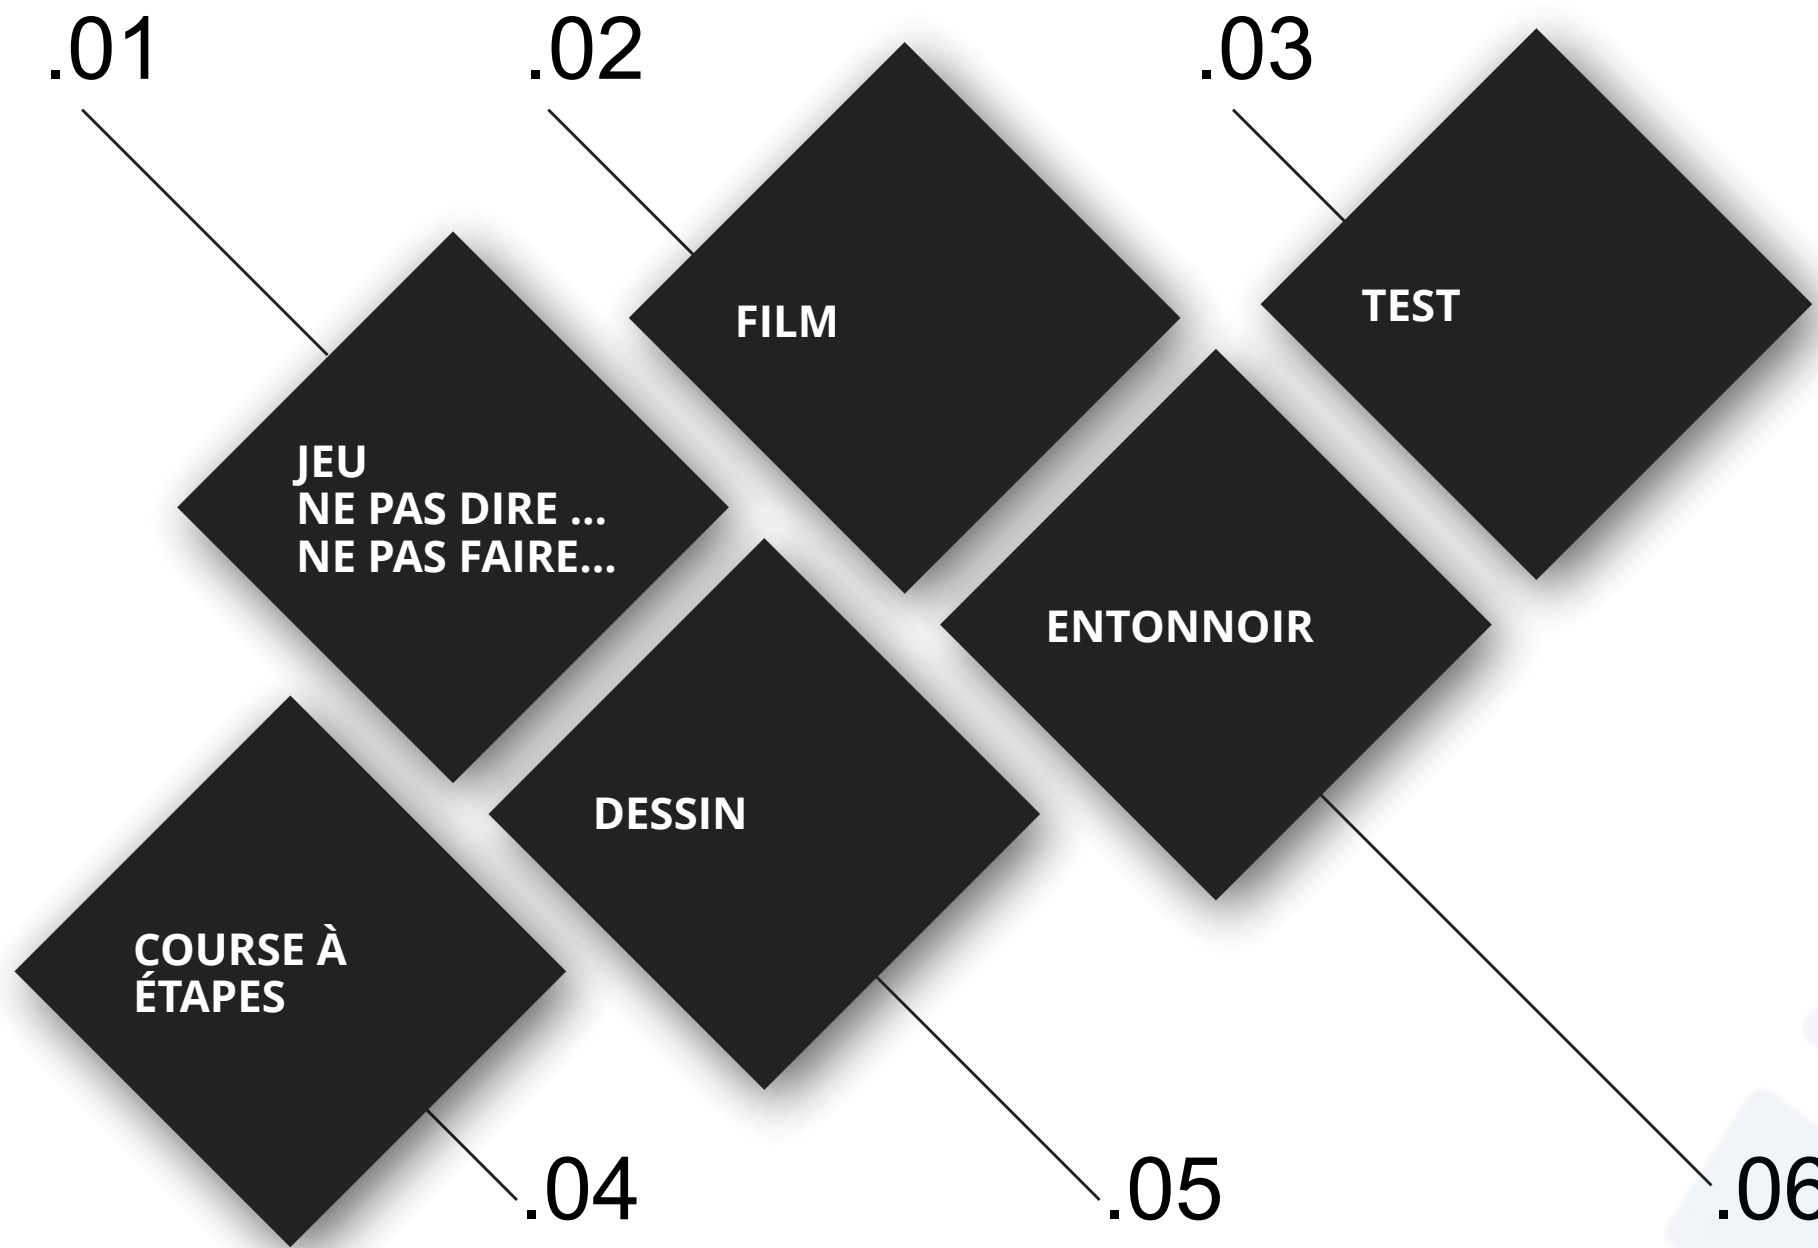 .01
.02
.03
FILM
TEST
JEU
NE PAS DIRE ...
NE PAS FAIRE...
ENTONNOIR
DESSIN
COURSE À
ÉTAPES
.04
.05
.06